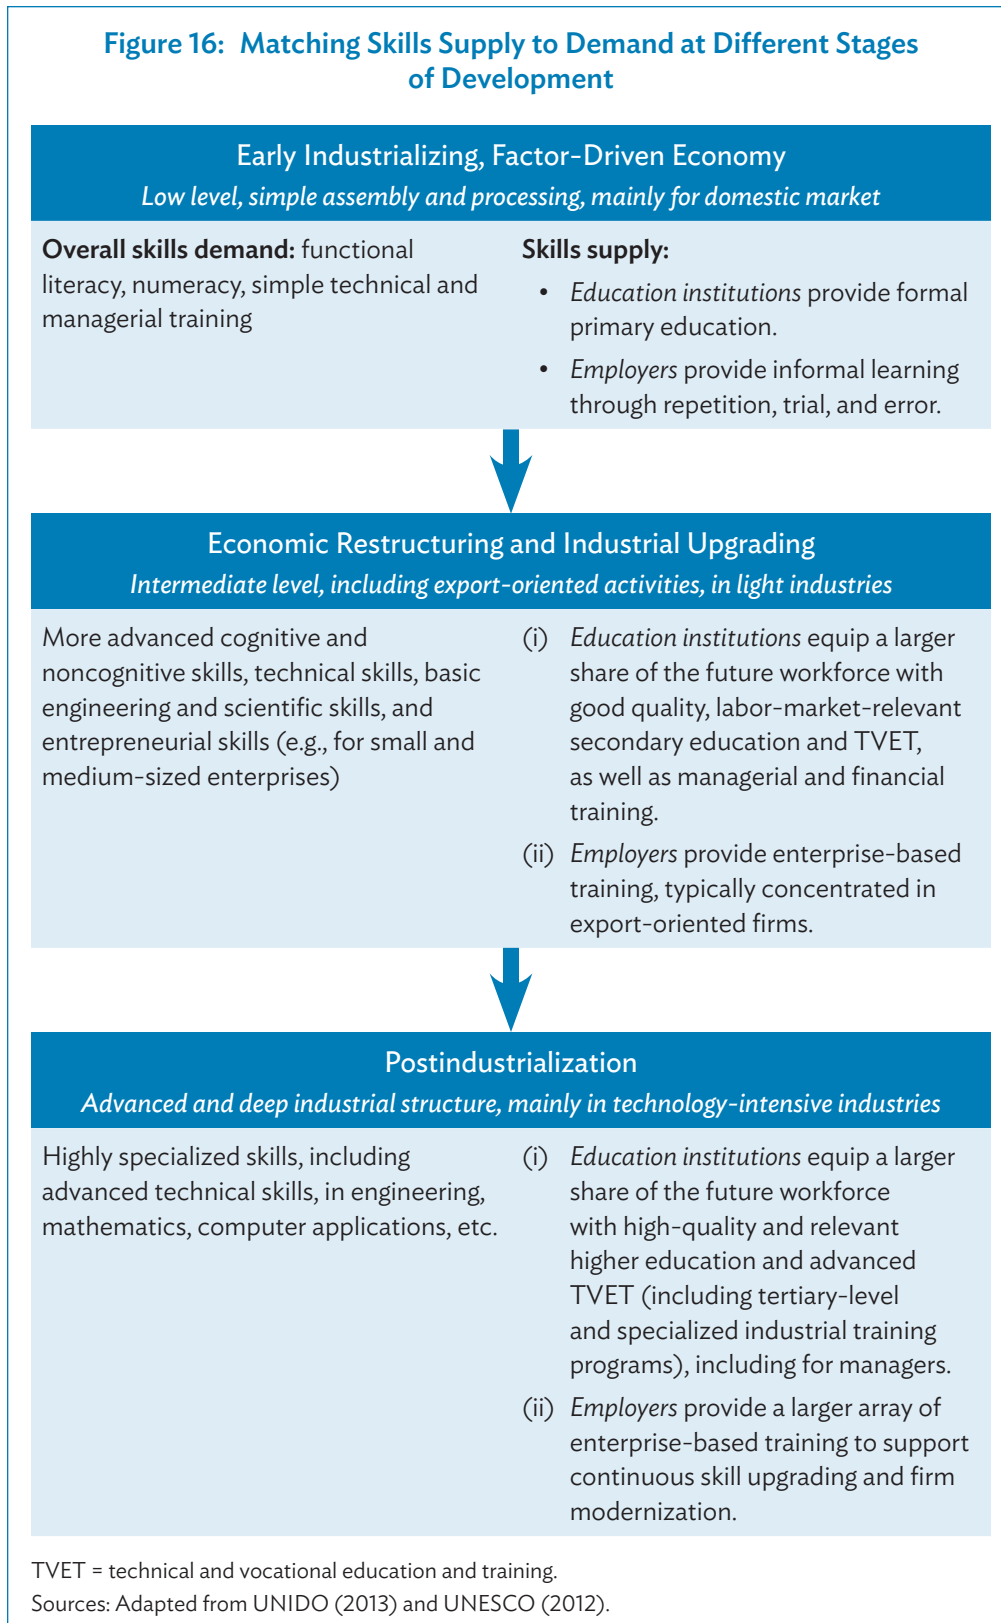 Figure 16: Matching Skills Supply to Demand at Different Stages
of Development
Early Industrializing, Factor-Driven Economy
Low level, simple assembly and processing, mainly for domestic market
Overall skills demand: functional
literacy, numeracy, simple technical and
managerial training
Skills supply:
• Education institutions provide formal
primary education.
• Employers provide informal learning
through repetition, trial, and error.
Economic Restructuring and Industrial Upgrading
Intermediate level, including export-oriented activities, in light industries
More advanced cognitive and
noncognitive skills, technical skills, basic
engineering and scientific skills, and
entrepreneurial skills (e.g., for small and
medium-sized enterprises)
(i) Education institutions equip a larger
share of the future workforce with
good quality, labor-market-relevant
secondary education and TVET,
as well as managerial and financial
training.
(ii) Employers provide enterprise-based
training, typically concentrated in
export-oriented firms.
Postindustrialization
Advanced and deep industrial structure, mainly in technology-intensive industries
Highly specialized skills, including
advanced technical skills, in engineering,
mathematics, computer applications, etc.
(i) Education institutions equip a larger
share of the future workforce
with high-quality and relevant
higher education and advanced
TVET (including tertiary-level
and specialized industrial training
programs), including for managers.
(ii) Employers provide a larger array of
enterprise-based training to support
continuous skill upgrading and firm
modernization.
TVET = technical and vocational education and training.
Sources: Adapted from UNIDO (2013) and UNESCO (2012).